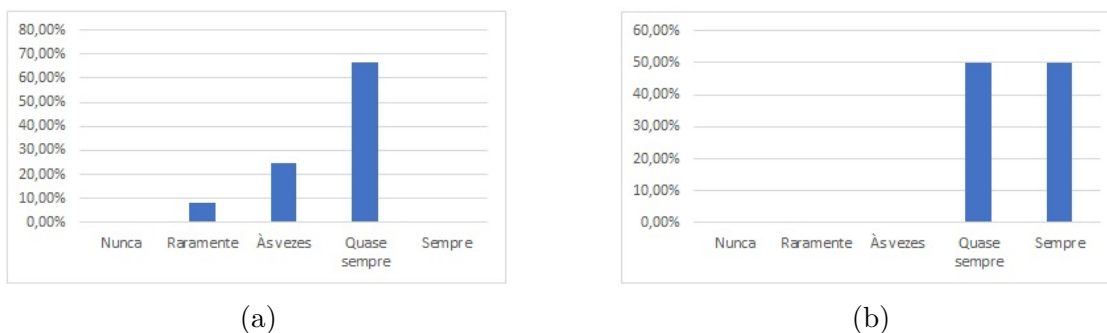 80,00%
70,00%
60,00%
50,00%
40,00%
30,00%
20,00%
10,00%
0,00%
Nunca
Raramente
Às vezes
Quase
sempre
Sempre
(a)
60,00%
50,00%
40,00%
30,00%
20,00%
10,00%
0,00%
Nunca
Raramente
Às vezes
Quase
sempre
Sempre
(b)